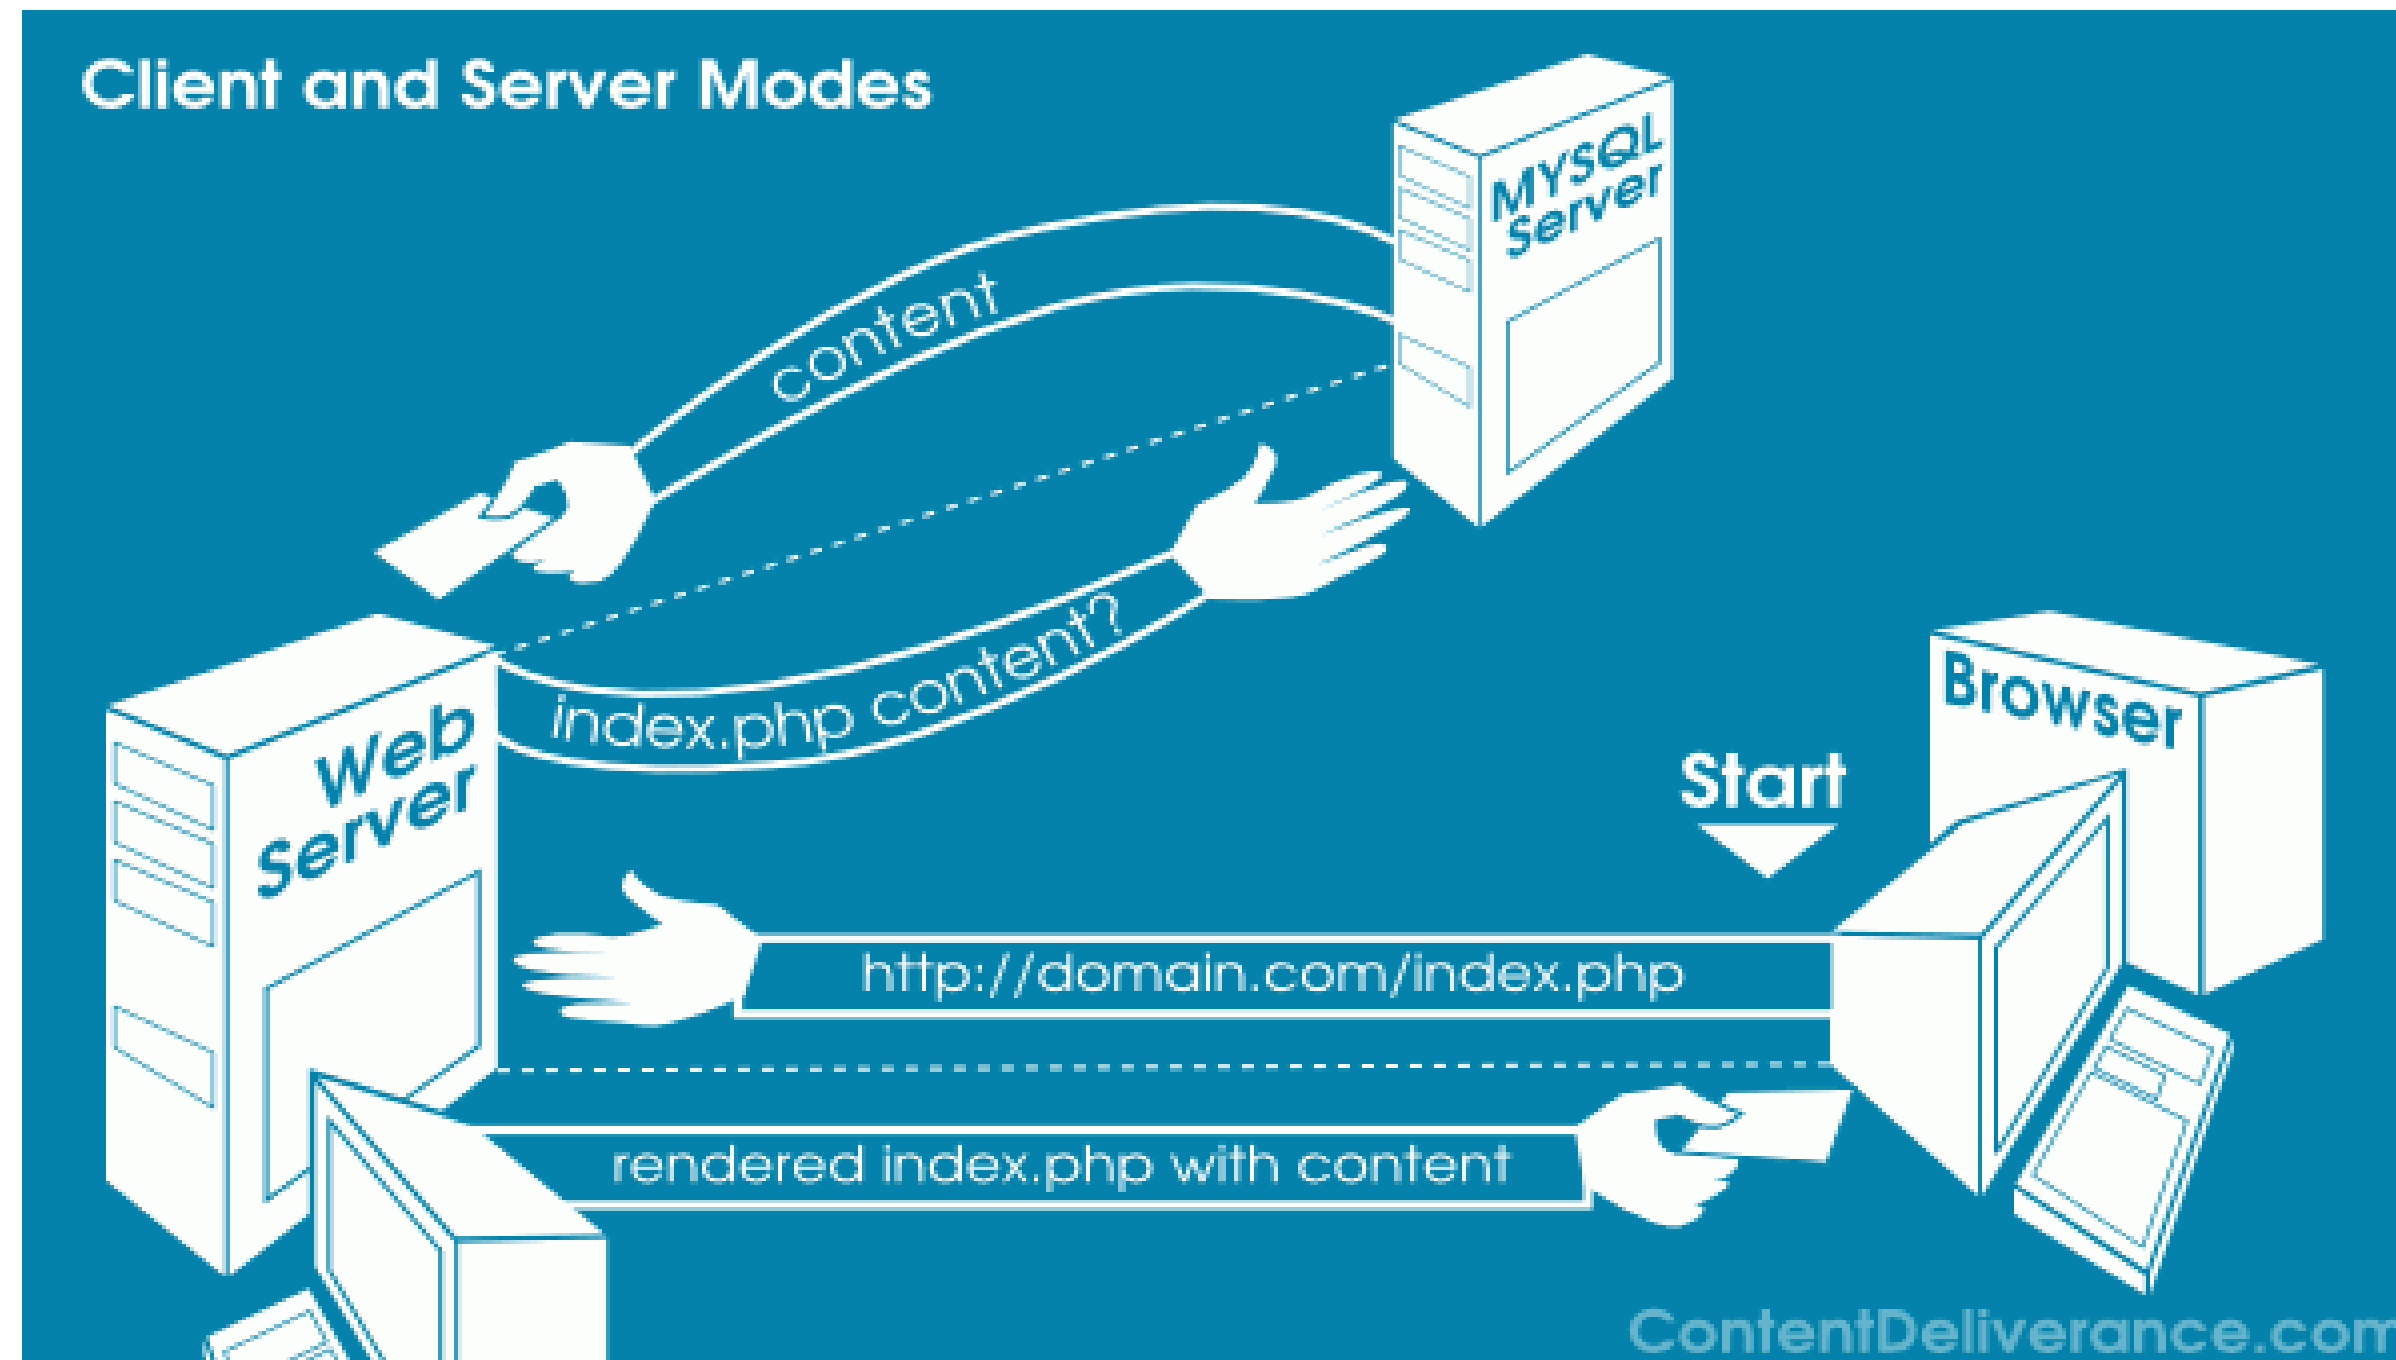 Client and Server Modes
MYSQL
Server
content
index.php content?
Web
Server
Browser
Start
http://domain.com/index.php
rendered index.php with content
ContentDeliverance.com